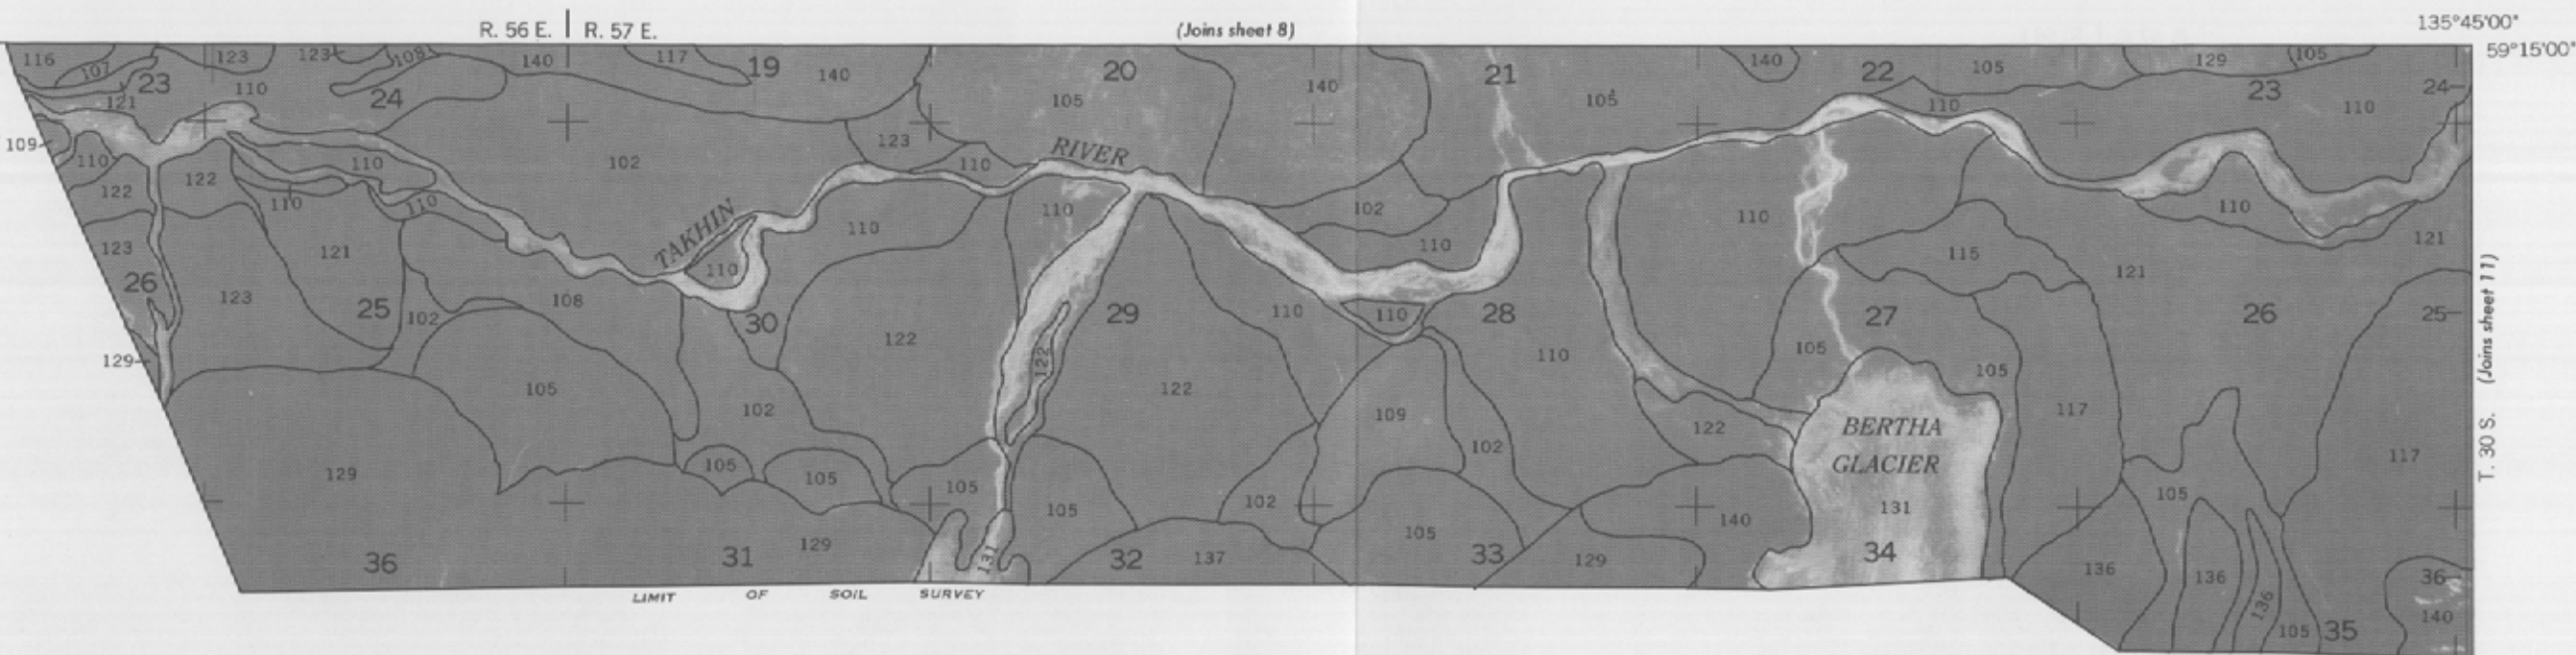 R. 56 E. | R. 57 E. (Joins sheet 8) 135°45'00"
59°15'00"
116 107 123 123 108 140 117 19 140 20 140 21 140 22 105 129 105
23 110 24 105 105 23 24 110
121 110
109 110 110 102 123 110 RIVER
122 122 110 110 TAKHIN 110 110 102 110 110
123 121 110 110 115 121 121
26 123 25 102 108 30 29 110 110 28 27 26 25 (Joins sheet 11)
129 105 122 122 122 110 105 105
102 109 102 122 117 T. 30 S.
BERTHA
GLACIER
129 105 105 105 105 102 131 105 117
105 140 136 136 136
36 31 129 131 32 137 33 129 34 105 35 36 140
LIMIT OF SOIL SURVEY